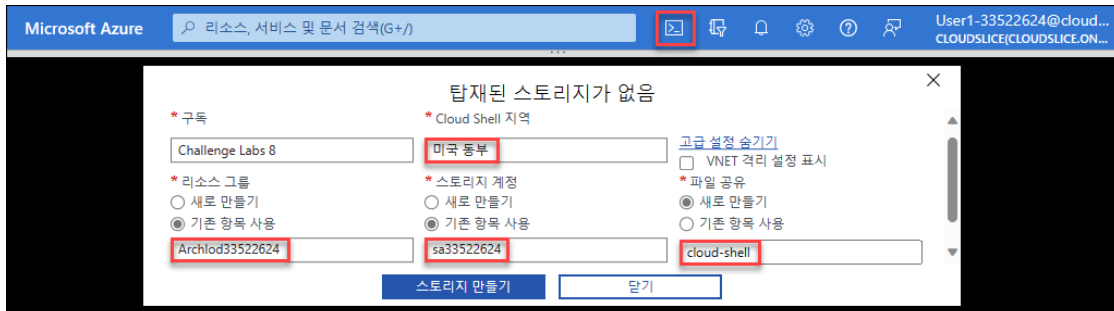 Microsoft Azure
리소스, 서비스 및 문서 검색(G+/)
User1-33522624@cloud...
CLOUDSLICE(CLOUDSLICE.ON...
탑재된 스토리지가 없음
* 구독
* Cloud Shell 지역
Challenge Labs 8
미국 동부
고급 설정 숨기기
VNET 격리 설정 표시
* 리소스 그룹
* 스토리지 계정
* 파일 공유
새로 만들기
새로 만들기
새로 만들기
기존 항목 사용
기존 항목 사용
기존 항목 사용
Archlod33522624
sa33522624
cloud-shell
스토리지 만들기
닫기